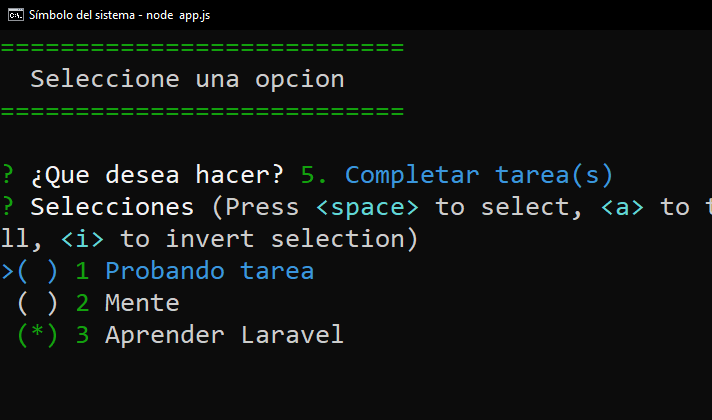 Símbolo del sistema - node app.js
===========================
Seleccione una opcion
===========================
? ¿Que desea hacer? 5. Completar tarea(s)
? Selecciones (Press <space> to select, <a> to t
ll, <i> to invert selection)
>( ) 1 Probando tarea
( ) 2 Mente
(*) 3 Aprender Laravel